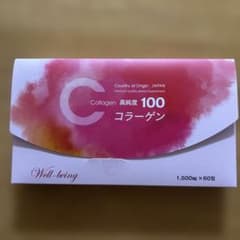 Country of Origin : JAPAN
C
Collagen 高純度 100
コラーゲン
Well-being
1,500mg×60包